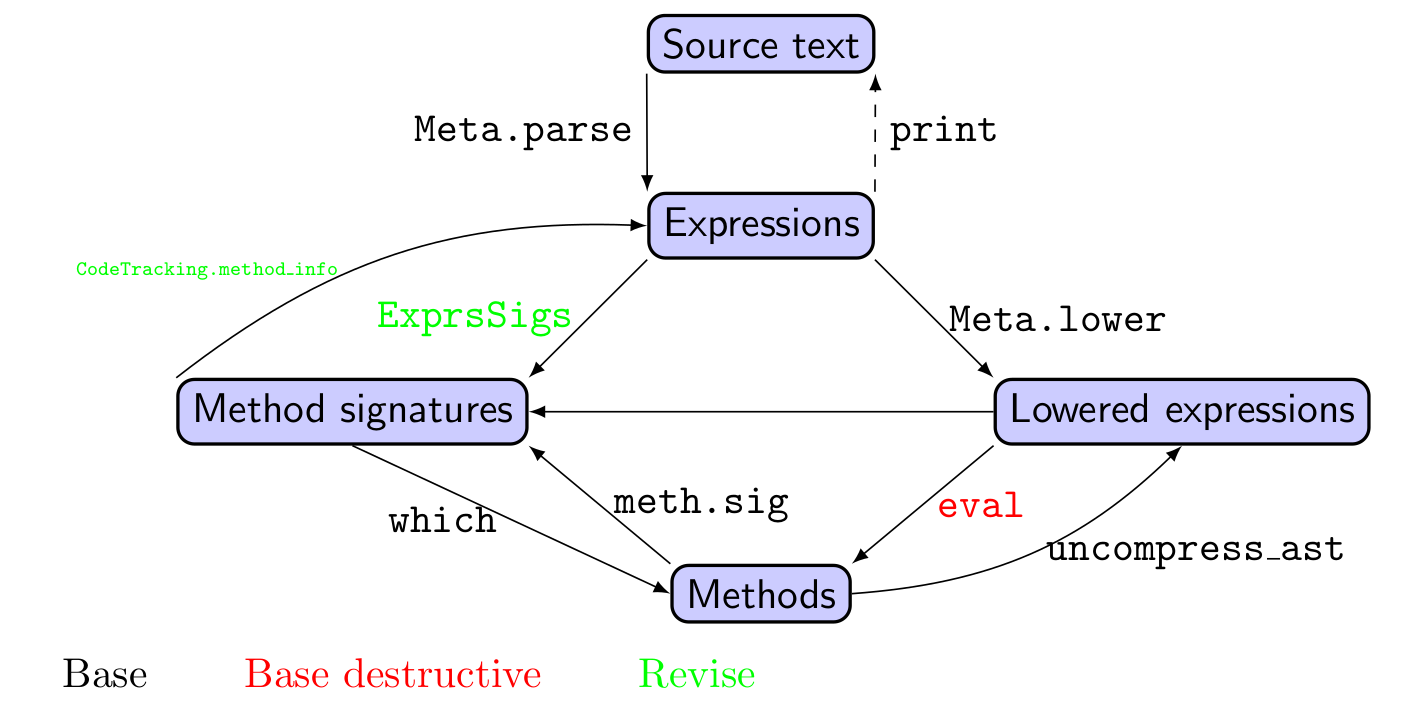 Source text
Meta.parse
print
Expressions
CodeTracking.method_info
ExprsSigs
Meta.lower
Method signatures
Lowered expressions
which
meth.sig
eval
uncompress_ast
Methods
Base
Base destructive
Revise